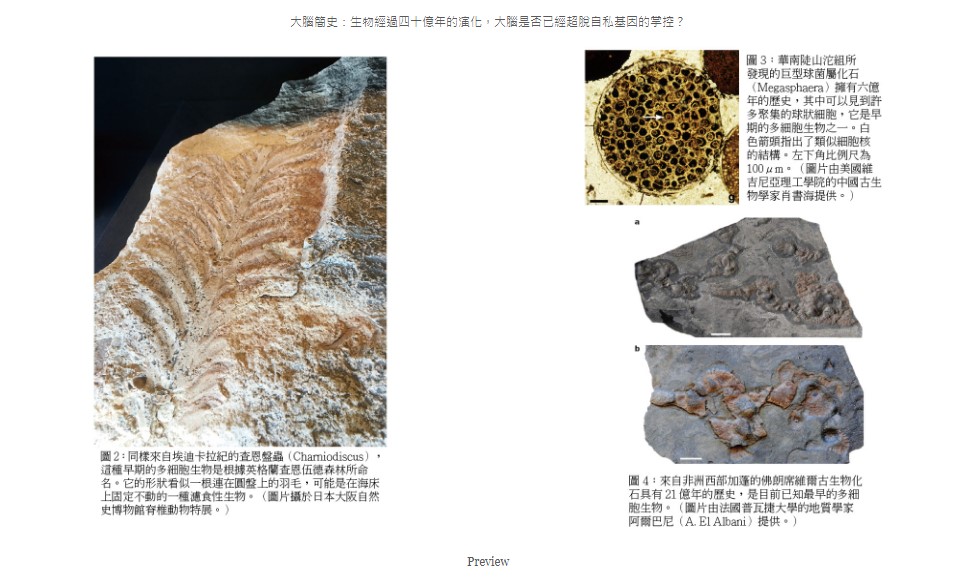 大腦簡史：生物經過四十億年的演化，大腦是否已經超脫自私基因的掌控？
圖2：同樣來自埃迪卡拉紀的查恩盤蟲（Charniodiscus），
這種早期的多細胞生物是根據英格蘭查恩伍德森林所命
名。它的形狀看似一根連在圓盤上的羽毛，可能是在海床
上固定不動的一種濾食性生物。（圖片攝於日本大阪自然
史博物館脊椎動物特展。）
圖3：華南陡山沱組所
發現的巨型球菌屬化石
（Megasphaera）擁有六億
年的歷史，其中可以見到許
多聚集的球狀細胞，它是早
期的多細胞生物之一。白
色箭頭指出了類似細胞核
的結構。左下角比例尺為
100μm。（圖片由美國維
吉尼亞理工學院的中國古生
物學家肖書海提供。）
g
a
b
圖4：來自非洲西部加蓬的佛朗席維爾古生物化
石具有21億年的歷史，是目前已知最早的多細
胞生物。（圖片由法國普瓦捷大學的地質學家
阿爾巴尼（A. El Albani）提供。）
Preview